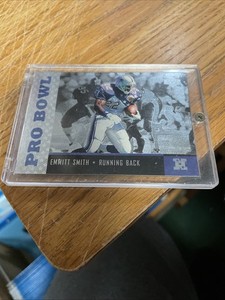 PRO BOWL
EMMITT SMITH • RUNNING BACK